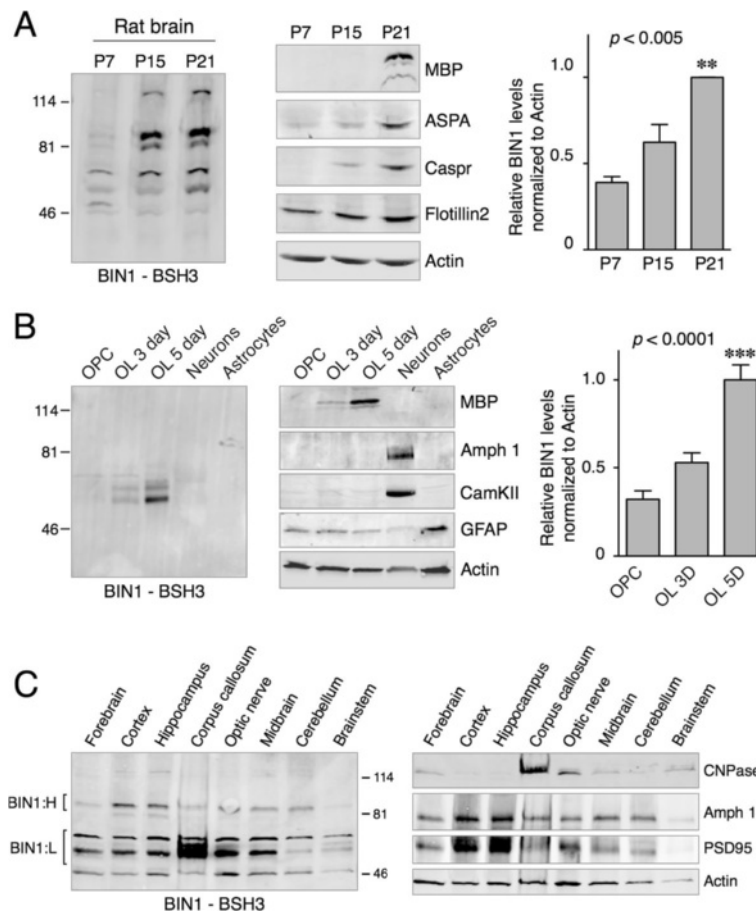 A
Rat brain
P7 P15 P21
114
81
46
BIN1 - BSH3
P7 P15 P21
MBP
ASPA
Caspr
Flotillin2
Actin
p < 0.005
**
Relative BIN1 levels
normalized to Actin
1.0
0.5
0
P7 P15 P21
B
OPC
OL 3 day
OL 5 day
Neurons
Astrocytes
114
81
46
BIN1 - BSH3
OPC
OL 3 day
OL 5 day
Neurons
Astrocytes
MBP
Amph 1
CamKII
GFAP
Actin
p < 0.0001
***
Relative BIN1 levels
normalized to Actin
1.0
0.5
0
OPC
OL 3D
OL 5D
C
Forebrain
Cortex
Hippocampus
Corpus callosum
Optic nerve
Midbrain
Cerebellum
Brainstem
BIN1:H
BIN1:L
114
81
46
BIN1 - BSH3
Forebrain
Cortex
Hippocampus
Corpus callosum
Optic nerve
Midbrain
Cerebellum
Brainstem
CNPase
Amph 1
PSD95
Actin